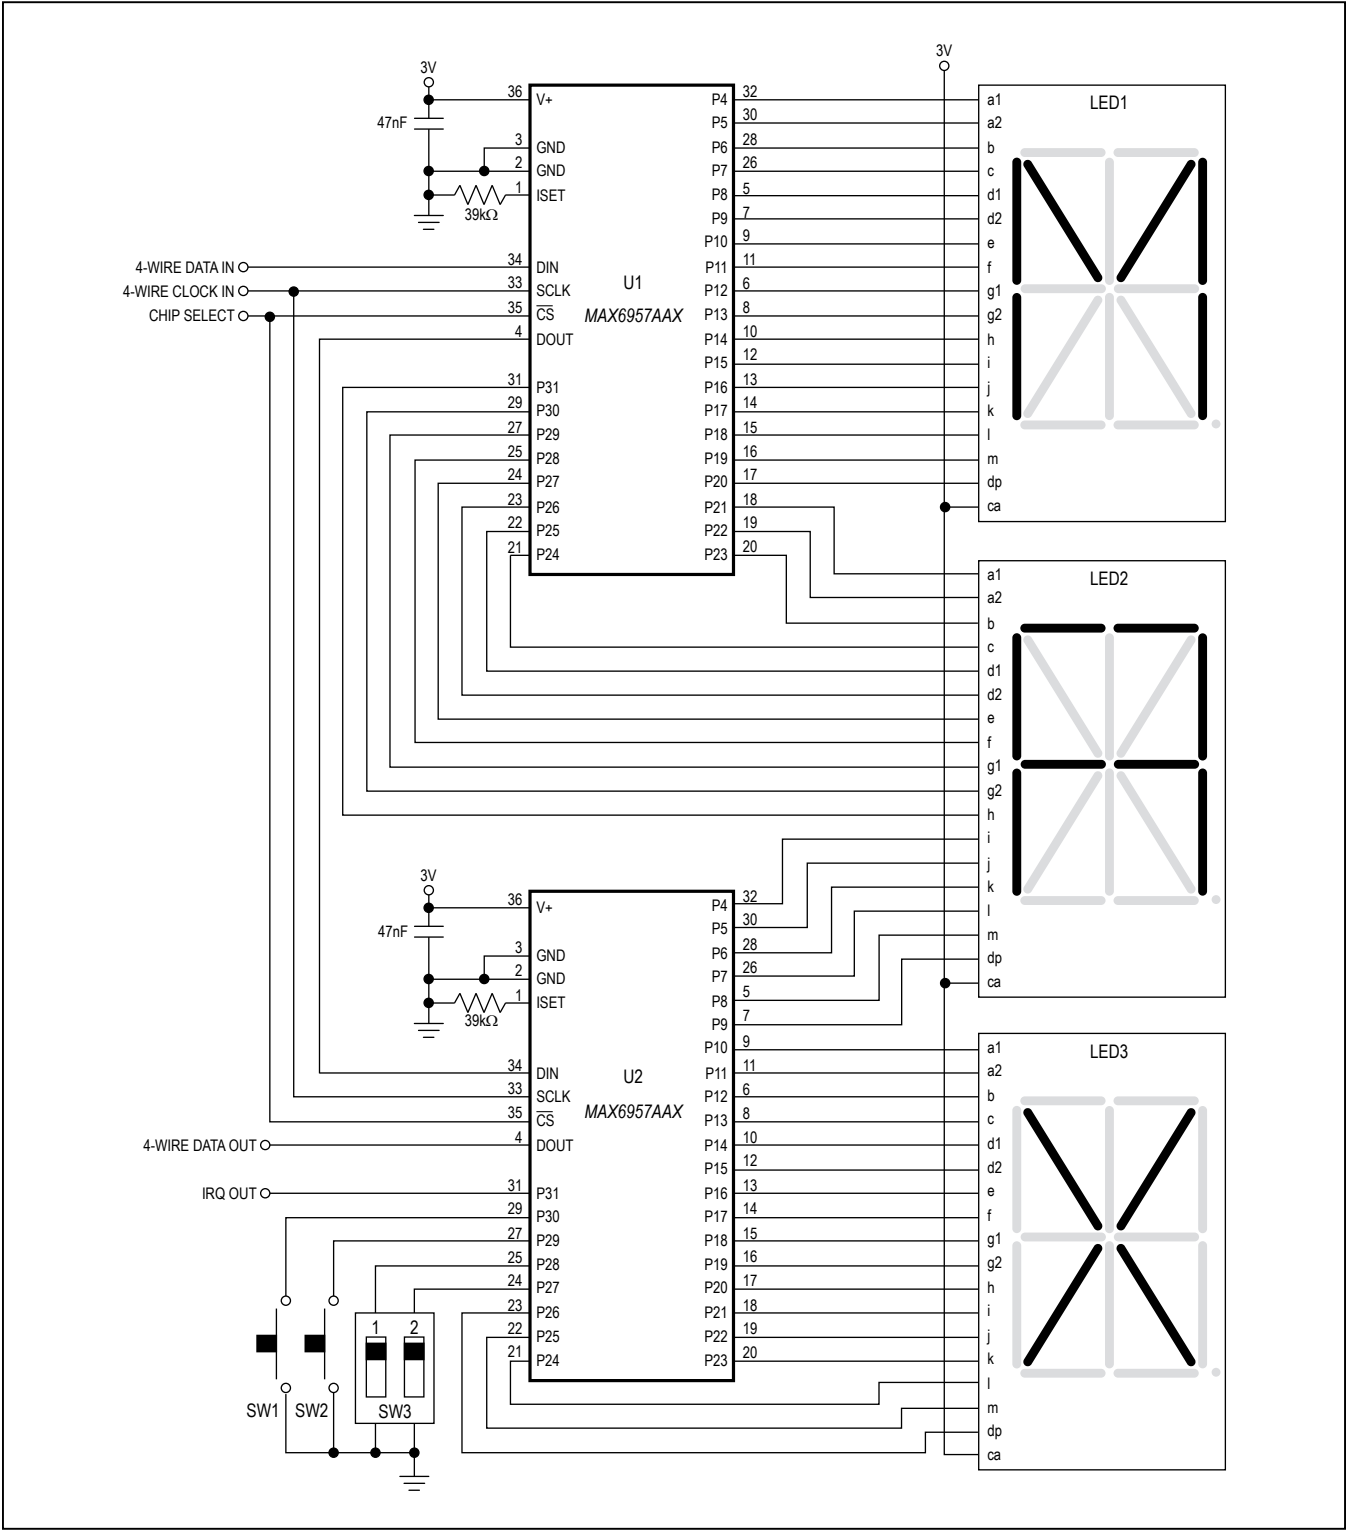 3V
36 V+
47nF
3 GND
2 GND
1 ISET
39kΩ
4-WIRE DATA IN 34 DIN
4-WIRE CLOCK IN 33 SCLK
CHIP SELECT 35 CS
4 DOUT
31 P31
29 P30
27 P29
25 P28
24 P27
23 P26
22 P25
21 P24
U1
MAX6957AAX
P4 32
P5 30
P6 28
P7 26
P8 5
P9 7
P10 9
P11 11
P12 6
P13 8
P14 10
P15 12
P16 13
P17 14
P18 15
P19 16
P20 17
P21 18
P22 19
P23 20
3V
LED1
a1
a2
b
c
d1
d2
e
f
g1
g2
h
i
j
k
l
m
dp
ca
LED2
a1
a2
b
c
d1
d2
e
f
g1
g2
h
i
j
k
l
m
dp
ca
3V
36 V+
47nF
3 GND
2 GND
1 ISET
39kΩ
34 DIN
33 SCLK
35 CS
4-WIRE DATA OUT 4 DOUT
IRQ OUT 31 P31
29 P30
27 P29
25 P28
24 P27
23 P26
22 P25
21 P24
1 2
SW1 SW2 SW3
U2
MAX6957AAX
P4 32
P5 30
P6 28
P7 26
P8 5
P9 7
P10 9
P11 11
P12 6
P13 8
P14 10
P15 12
P16 13
P17 14
P18 15
P19 16
P20 17
P21 18
P22 19
P23 20
LED3
a1
a2
b
c
d1
d2
e
f
g1
g2
h
i
j
k
l
m
dp
ca